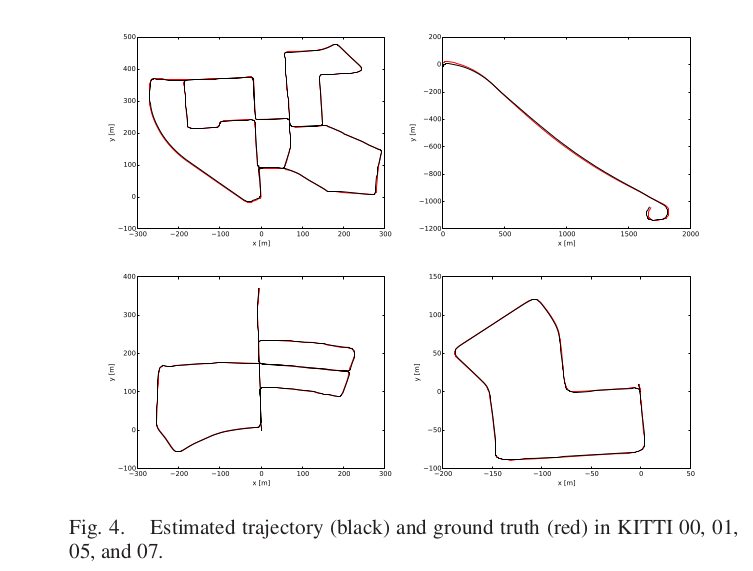 500
400
300
200
100
0
−100
−300 −200 −100 0 100 200 300
x [m]
y [m]
200
0
−200
−400
−600
−800
−1000
−1200
0 500 1000 1500 2000
x [m]
y [m]
400
300
200
100
0
−100
−300 −200 −100 0 100 200 300
x [m]
y [m]
150
100
50
0
−50
−100
−200 −150 −100 −50 0 50
x [m]
y [m]
Fig. 4. Estimated trajectory (black) and ground truth (red) in KITTI 00, 01,
05, and 07.